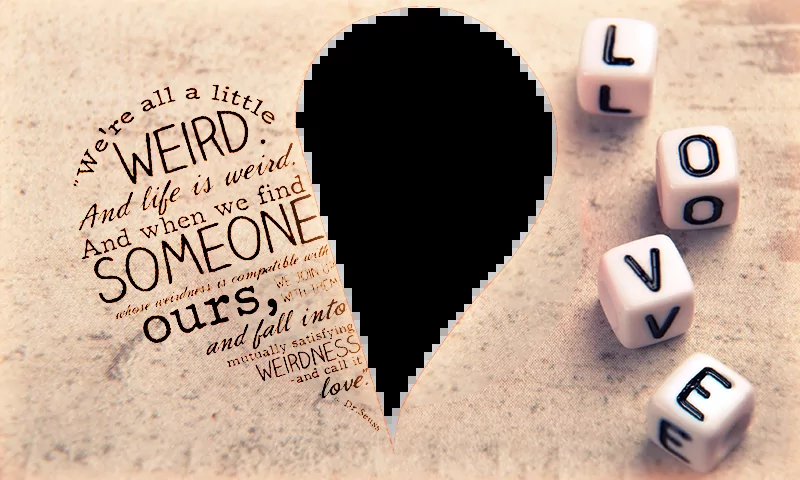 "We're all a little
WEIRD.
And life is weird.
And when we find
SOMEONE
whose weirdness is compatible with
ours,
WE JOIN UP
WITH THEM
and fall into
mutually satisfying
WEIRDNESS
-and call it
love."
Dr. Seuss
L
L
O
O
V
V
E
E